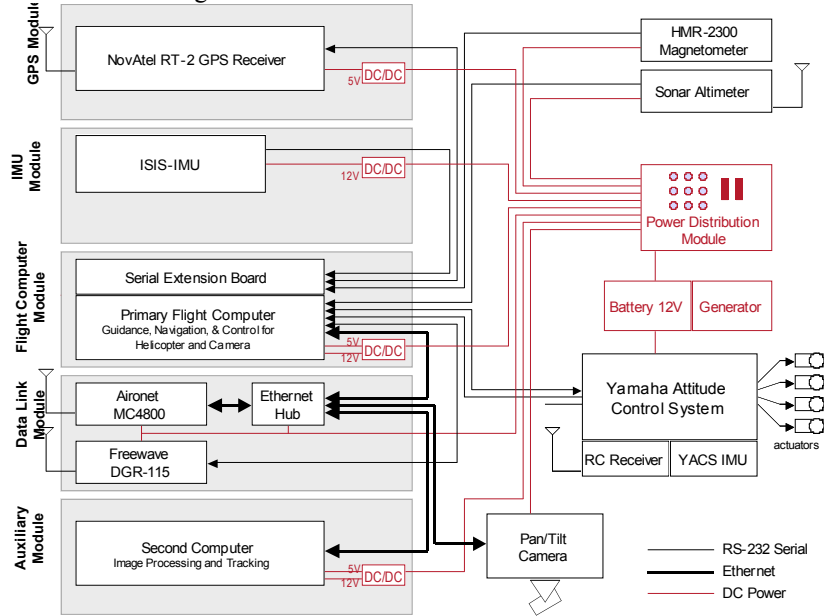 GPS Module
NovAtel RT-2 GPS Receiver
5V
DC/DC
HMR-2300
Magnetometer
Sonar Altimeter
IMU
Module
ISIS-IMU
12V
DC/DC
Power Distribution
Module
Flight Computer
Module
Serial Extension Board
Primary Flight Computer
Guidance, Navigation, & Control for
Helicopter and Camera
5V
12V
DC/DC
Battery 12V
Generator
Yamaha Attitude
Control System
RC Receiver
YACS IMU
actuators
Data Link
Module
Aironet
MC4800
Ethernet
Hub
Freewave
DGR-115
Auxiliary
Module
Second Computer
Image Processing and Tracking
5V
12V
DC/DC
Pan/Tilt
Camera
RS-232 Serial
Ethernet
DC Power